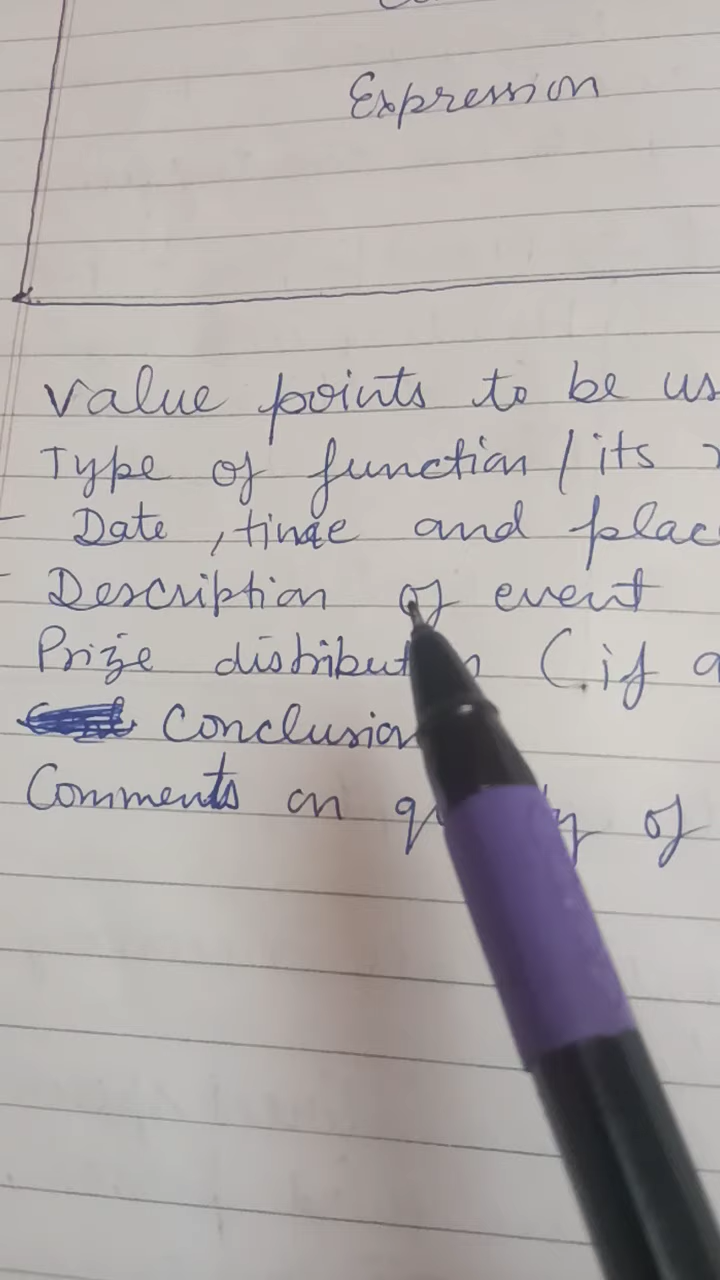 Expression
Value points to be us
Type of function / its
- Date, time and plac
- Description of event
Prize distribut n (if a
Conclusion
Comments on q y of